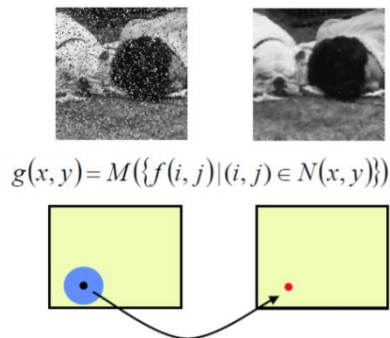 g(x, y) = M({f(i, j)|(i, j) ∈ N(x, y)})